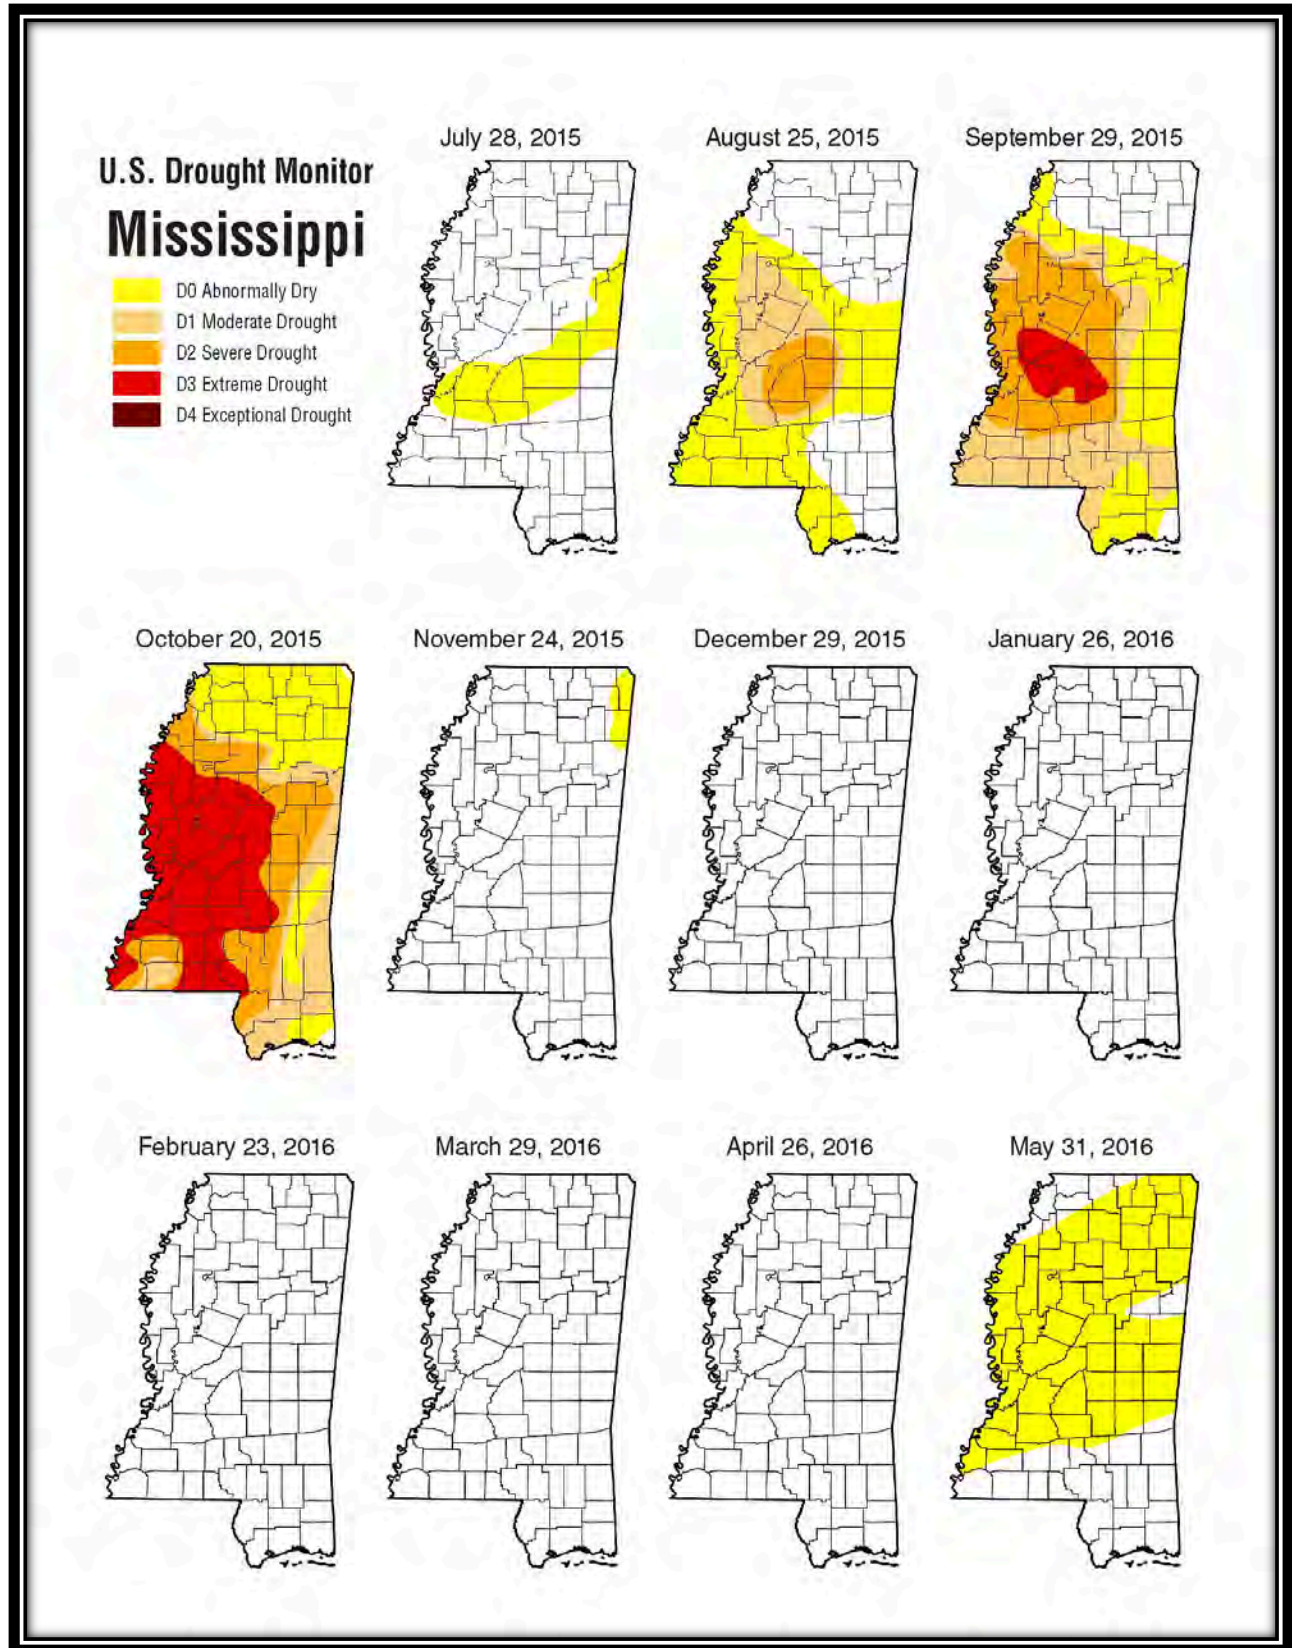 U.S. Drought Monitor
Mississippi
D0 Abnormally Dry
D1 Moderate Drought
D2 Severe Drought
D3 Extreme Drought
D4 Exceptional Drought
July 28, 2015
August 25, 2015
September 29, 2015
October 20, 2015
November 24, 2015
December 29, 2015
January 26, 2016
February 23, 2016
March 29, 2016
April 26, 2016
May 31, 2016